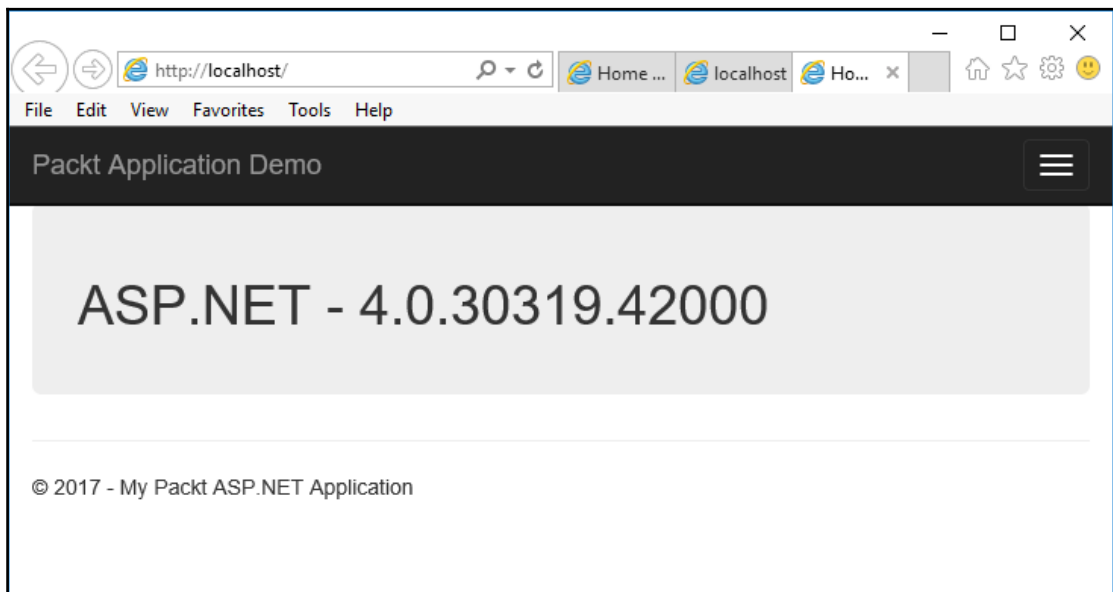 http://localhost/
Home ...
localhost
Ho...
File Edit View Favorites Tools Help
Packt Application Demo
ASP.NET - 4.0.30319.42000
© 2017 - My Packt ASP.NET Application